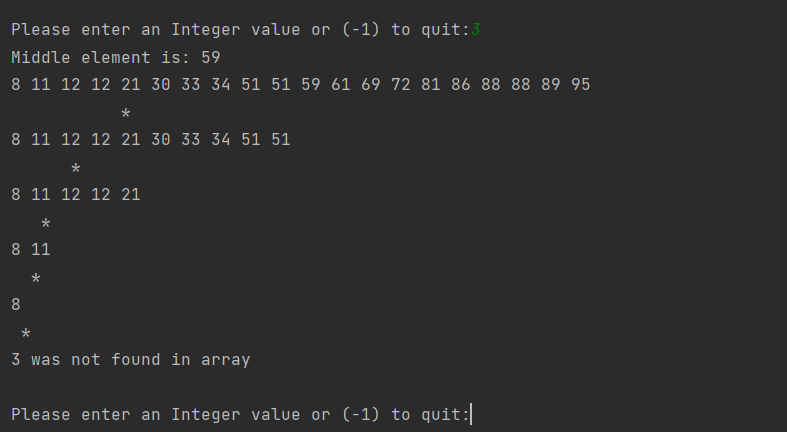 Please enter an Integer value or (-1) to quit:3
Middle element is: 59
8 11 12 12 21 30 33 34 51 51 59 61 69 72 81 86 88 88 89 95
           *
8 11 12 12 21 30 33 34 51 51
      *
8 11 12 12 21
   *
8 11
  *
8
 *
3 was not found in array

Please enter an Integer value or (-1) to quit: